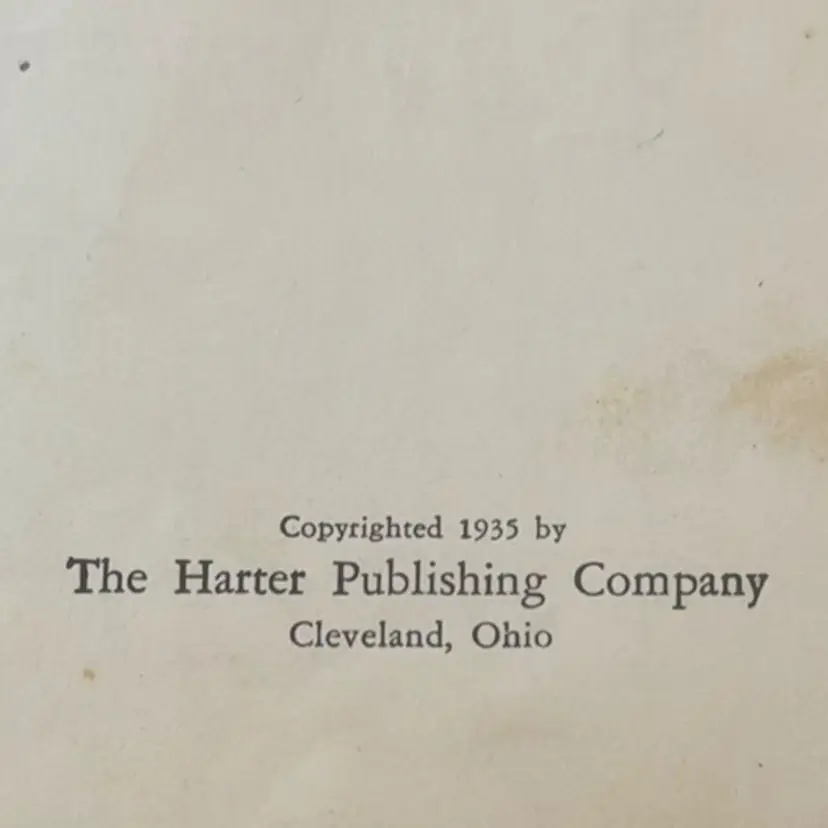 Copyrighted 1935 by
The Harter Publishing Company
Cleveland, Ohio